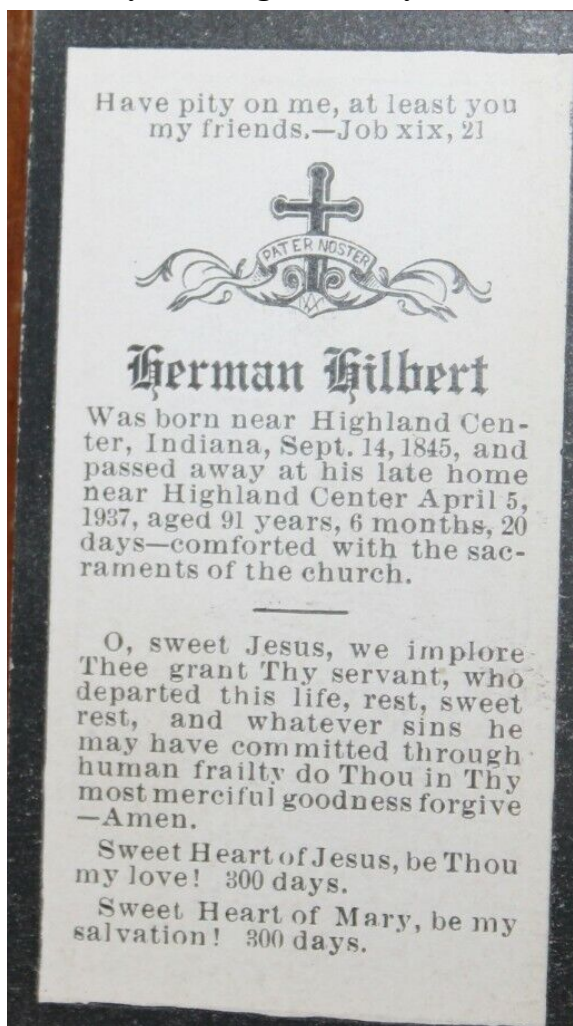 Have pity on me, at least you
my friends.—Job xix, 21
PATER NOSTER
Herman Hilbert
Was born near Highland Cen-
ter, Indiana, Sept. 14, 1845, and
passed away at his late home
near Highland Center April 5,
1937, aged 91 years, 6 months, 20
days—comforted with the sac-
raments of the church.
O, sweet Jesus, we implore
Thee grant Thy servant, who
departed this life, rest, sweet
rest, and whatever sins he
may have committed through
human frailty do Thou in Thy
most merciful goodness forgive
—Amen.
Sweet Heart of Jesus, be Thou
my love! 300 days.
Sweet Heart of Mary, be my
salvation! 300 days.